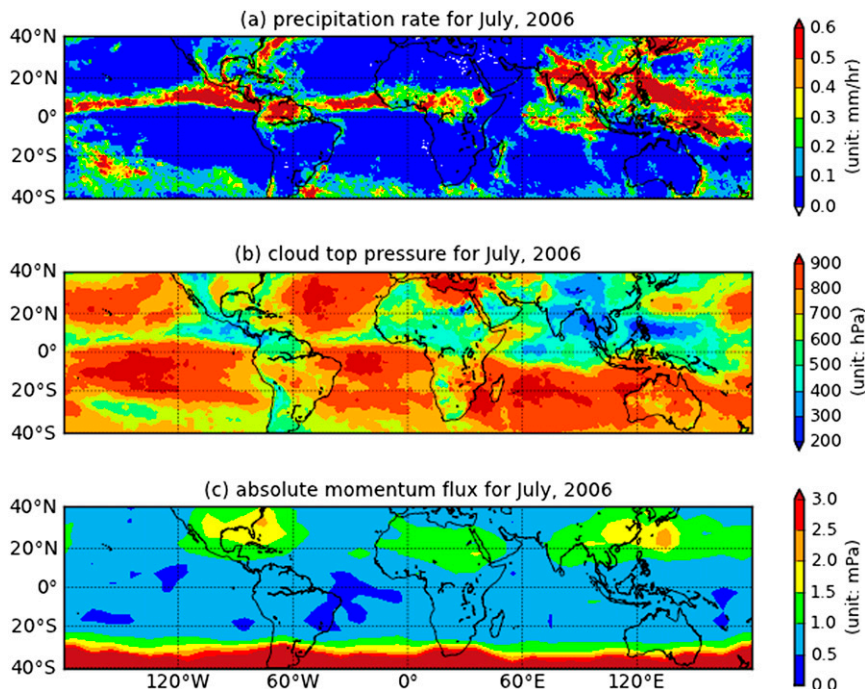 (a) precipitation rate for July, 2006
40°N
20°N
0°
20°S
40°S
0.6
0.5
0.4
0.3
0.2
0.1
0.0
(unit: mm/hr)
(b) cloud top pressure for July, 2006
40°N
20°N
0°
20°S
40°S
900
800
700
600
500
400
300
200
(unit: hPa)
(c) absolute momentum flux for July, 2006
40°N
20°N
0°
20°S
40°S
120°W
60°W
0°
60°E
120°E
3.0
2.5
2.0
1.5
1.0
0.5
0.0
(unit: mPa)